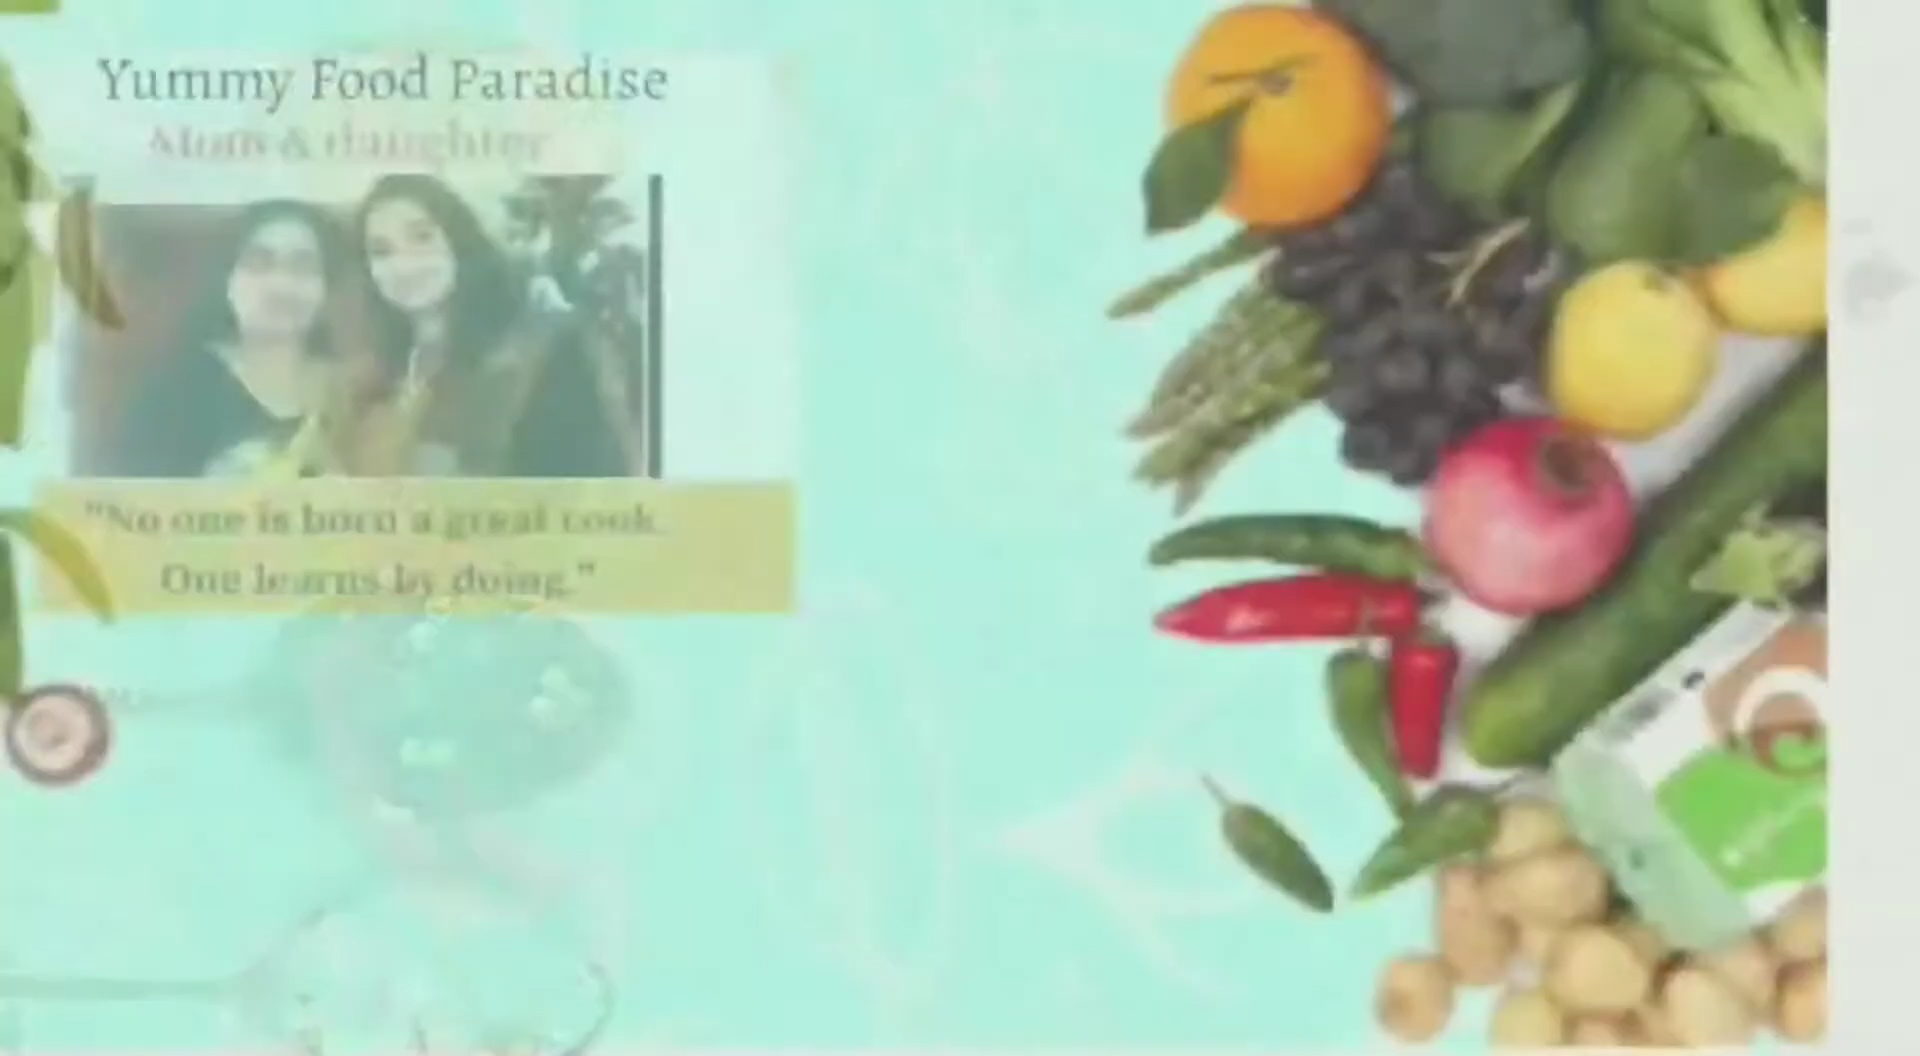 Yummy Food Paradise
Mom & daughter
"No one is born a great cook.
One learns by doing."